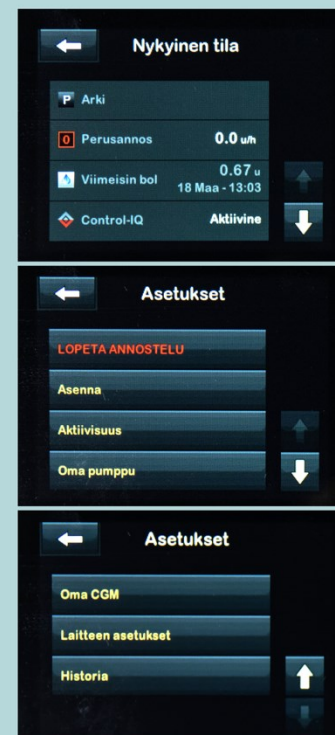 Nykyinen tila
P Arki
0 Perusannos 0.0 u/h
Viimeisin bol 0.67 u
18 Maa - 13:03
Control-IQ Aktiivine
Asetukset
LOPETA ANNOSTELU
Asenna
Aktiivisuus
Oma pumppu
Asetukset
Oma CGM
Laitteen asetukset
Historia